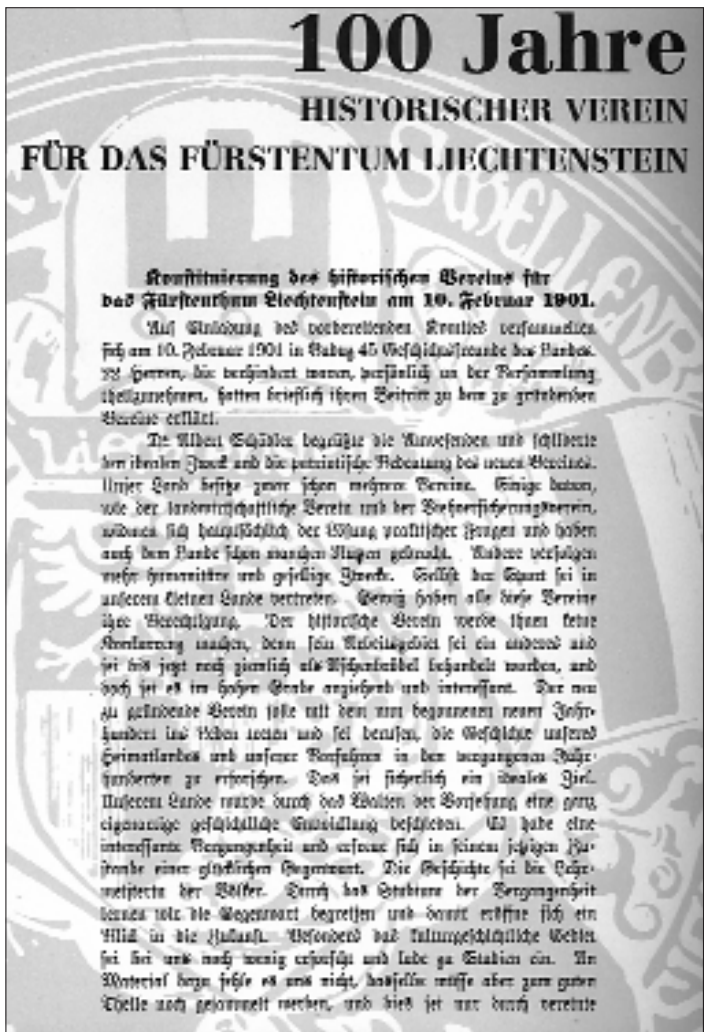 100 Jahre
HISTORISCHER VEREIN
FÜR DAS FÜRSTENTUM LIECHTENSTEIN
SCHELLENB
LIECHTENST
Konstituierung des historischen Vereins für
das Fürstenthum Liechtenstein am 10. Februar 1901.
Auf Einladung des vorbereitenden Komites versammelten
sich am 10. Februar 1901 in Vaduz 45 Geschichtsfreunde des Landes.
Herren, die verhindert waren, persönlich an der Versammlung
theilzunehmen, hatten brieflich ihren Beitritt zu dem zu gründenden
Vereine erklärt.
Dr. Albert Schädler begrüßte die Anwesenden und schilderte
den idealen Zweck und die patriotische Bedeutung des neuen Vereines.
Unser Land besitze zwar schon mehrere Vereine. Einige davon,
wie der landwirtschaftliche Verein und der Viehversicherungsverein,
widmen sich hauptsächlich der Lösung praktischer Fragen und haben
auch dem Lande schon manchen Nutzen gebracht. Andere verfolgen
mehr humanitäre und gesellige Zwecke. Selbst der Sport sei in
unserem kleinen Lande vertreten. Gewiß haben alle diese Vereine
ihre Berechtigung. Der historische Verein werde ihnen keine
Konkurrenz machen, denn sein Arbeitsgebiet sei ein anderes und
sei bis jetzt noch ziemlich als Aschenbrödel behandelt worden, und
doch sei es im hohen Grade anziehend und interessant. Der neu
zu gründende Verein solle mit dem nun begonnenen neuen Jahr-
hundert ins Leben treten und sei berufen, die Geschichte unseres
Heimatlandes und unserer Vorfahren in den vergangenen Jahr-
hunderten zu erforschen. Das sei sicherlich ein ideales Ziel.
Unserem Lande wurde durch das Walten der Vorsehung eine ganz
eigenartige geschichtliche Entwicklung beschieden. Es habe eine
interessante Vergangenheit und erfreue sich in seinem jetzigen Zu-
stande einer glücklichen Gegenwart. Die Geschichte sei die Lehr-
meisterin der Völker. Durch das Studium der Vergangenheit
lernen wir die Gegenwart begreifen und damit eröffne sich ein
Blick in die Zukunft. Besonders das kulturgeschichtliche Gebiet
sei bei uns noch wenig erforscht und lade zu Studien ein. An
Material dazu fehle es uns nicht, dasselbe müsse aber zum guten
Theile noch gesammelt werden, und dies sei nur durch vereinte